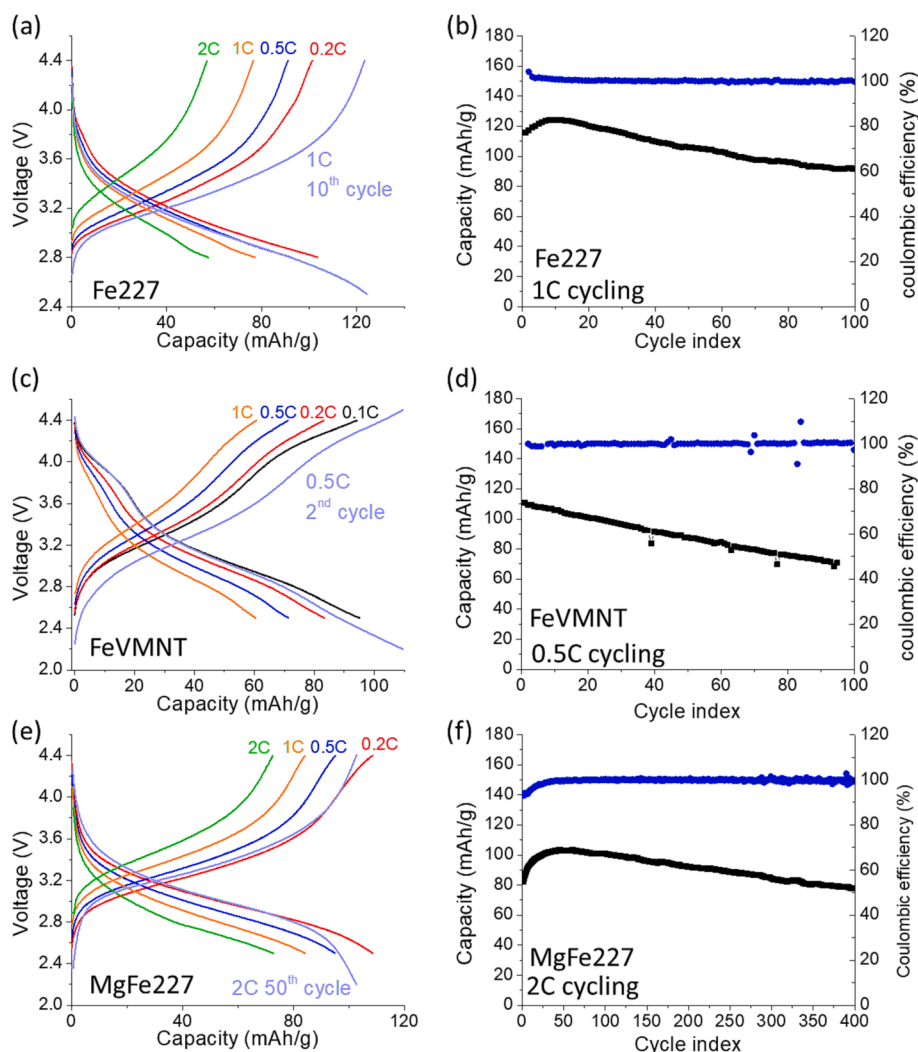 (a)
2C 1C 0.5C 0.2C
4.4
4.0
3.6
3.2
2.8
2.4
Voltage (V)
1C
10th cycle
Fe227
0 40 80 120
Capacity (mAh/g)
(b)
180
160
140
120
100
80
60
40
20
0
Capacity (mAh/g)
120
100
80
60
40
20
0
coulombic efficiency (%)
Fe227
1C cycling
0 20 40 60 80 100
Cycle index
(c)
1C 0.5C 0.2C 0.1C
4.4
4.0
3.6
3.2
2.8
2.4
2.0
Voltage (V)
0.5C
2nd cycle
FeVMNT
0 20 40 60 80 100
Capacity (mAh/g)
(d)
180
160
140
120
100
80
60
40
20
0
Capacity (mAh/g)
120
100
80
60
40
20
0
coulombic efficiency (%)
FeVMNT
0.5C cycling
0 20 40 60 80 100
Cycle index
(e)
2C 1C 0.5C 0.2C
4.4
4.0
3.6
3.2
2.8
2.4
2.0
Voltage (V)
MgFe227
2C 50th cycle
0 40 80 120
Capacity (mAh/g)
(f)
180
160
140
120
100
80
60
40
20
0
Capacity (mAh/g)
120
100
80
60
40
20
0
Coulombic efficiency (%)
MgFe227
2C cycling
0 50 100 150 200 250 300 350 400
Cycle index